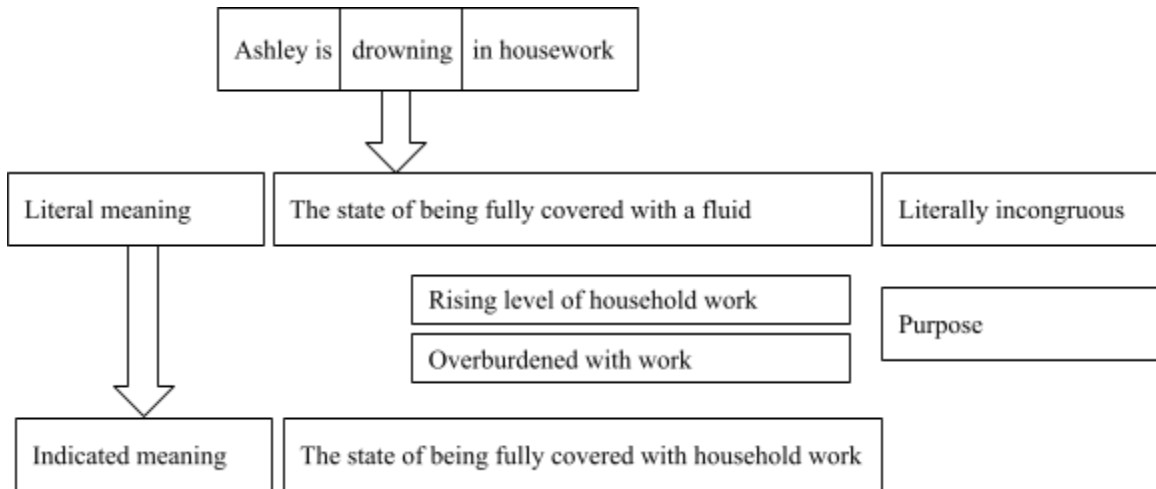 Ashley is drowning in housework
Literal meaning The state of being fully covered with a fluid Literally incongruous
Rising level of household work
Purpose
Overburdened with work
Indicated meaning The state of being fully covered with household work